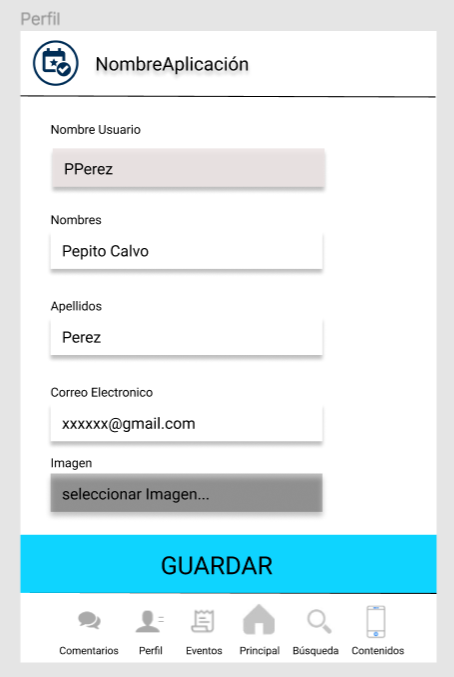 Perfil
NombreAplicación
Nombre Usuario
PPerez
Nombres
Pepito Calvo
Apellidos
Perez
Correo Electronico
xxxxxx@gmail.com
Imagen
seleccionar Imagen...
GUARDAR
Comentarios Perfil Eventos Principal Búsqueda Contenidos